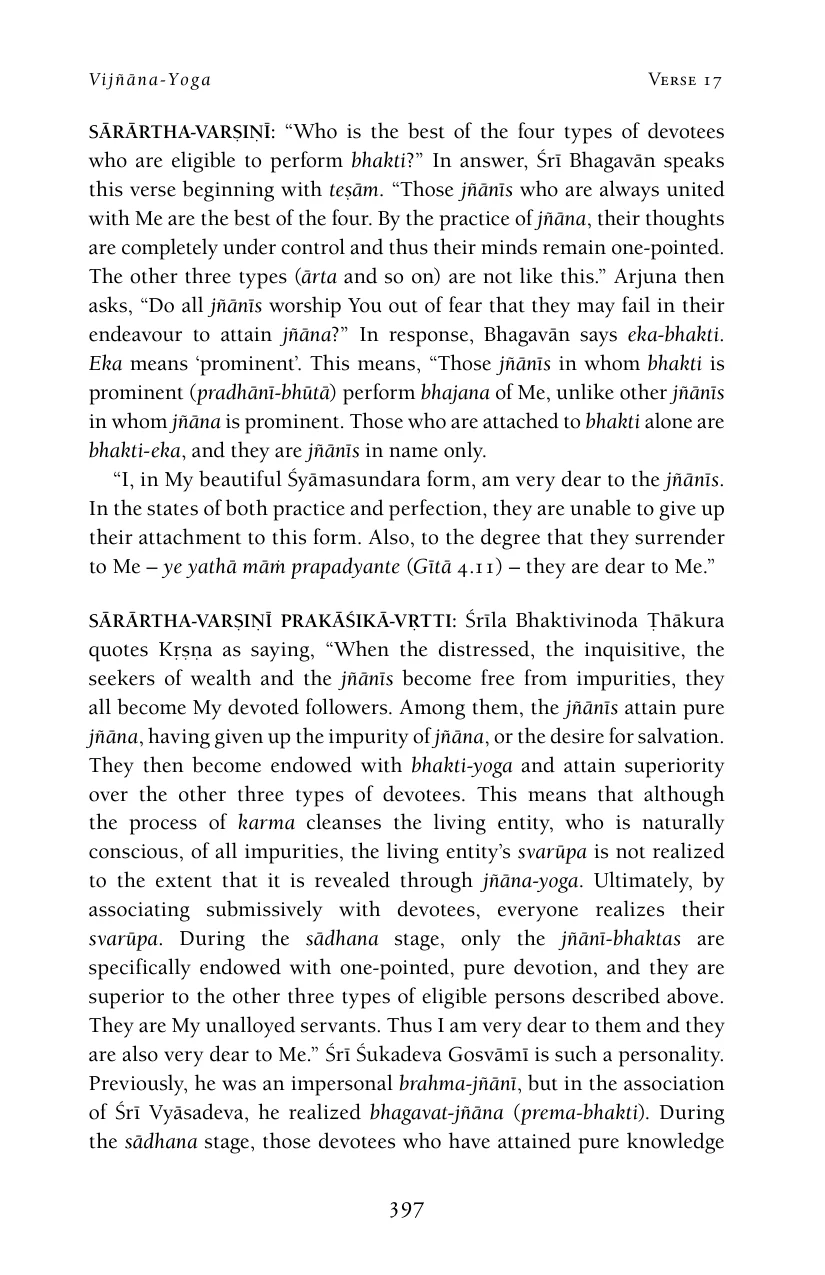 Vijñāna-Yoga Verse 17
SĀRĀRTHA-VARṢIṆĪ: “Who is the best of the four types of devotees
who are eligible to perform bhakti?” In answer, Śrī Bhagavān speaks
this verse beginning with teṣām. “Those jñānīs who are always united
with Me are the best of the four. By the practice of jñāna, their thoughts
are completely under control and thus their minds remain one-pointed.
The other three types (ārta and so on) are not like this.” Arjuna then
asks, “Do all jñānīs worship You out of fear that they may fail in their
endeavour to attain jñāna?” In response, Bhagavān says eka-bhakti.
Eka means ‘prominent’. This means, “Those jñānīs in whom bhakti is
prominent (pradhānī-bhūtā) perform bhajana of Me, unlike other jñānīs
in whom jñāna is prominent. Those who are attached to bhakti alone are
bhakti-eka, and they are jñānīs in name only.
“I, in My beautiful Śyāmasundara form, am very dear to the jñānīs.
In the states of both practice and perfection, they are unable to give up
their attachment to this form. Also, to the degree that they surrender
to Me – ye yathā māṁ prapadyante (Gītā 4.11) – they are dear to Me.”
SĀRĀRTHA-VARṢIṆĪ PRAKĀŚIKĀ-VṚTTI: Śrīla Bhaktivinoda Ṭhākura
quotes Kṛṣṇa as saying, “When the distressed, the inquisitive, the
seekers of wealth and the jñānīs become free from impurities, they
all become My devoted followers. Among them, the jñānīs attain pure
jñāna, having given up the impurity of jñāna, or the desire for salvation.
They then become endowed with bhakti-yoga and attain superiority
over the other three types of devotees. This means that although
the process of karma cleanses the living entity, who is naturally
conscious, of all impurities, the living entity’s svarūpa is not realized
to the extent that it is revealed through jñāna-yoga. Ultimately, by
associating submissively with devotees, everyone realizes their
svarūpa. During the sādhana stage, only the jñānī-bhaktas are
specifically endowed with one-pointed, pure devotion, and they are
superior to the other three types of eligible persons described above.
They are My unalloyed servants. Thus I am very dear to them and they
are also very dear to Me.” Śrī Śukadeva Gosvāmī is such a personality.
Previously, he was an impersonal brahma-jñānī, but in the association
of Śrī Vyāsadeva, he realized bhagavat-jñāna (prema-bhakti). During
the sādhana stage, those devotees who have attained pure knowledge
397